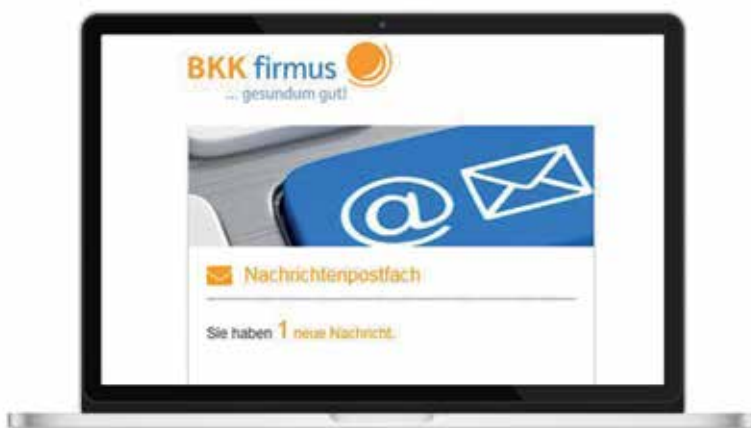 BKK firmus
... gesundum gut!
@
Nachrichtenpostfach
Sie haben 1 neue Nachricht.